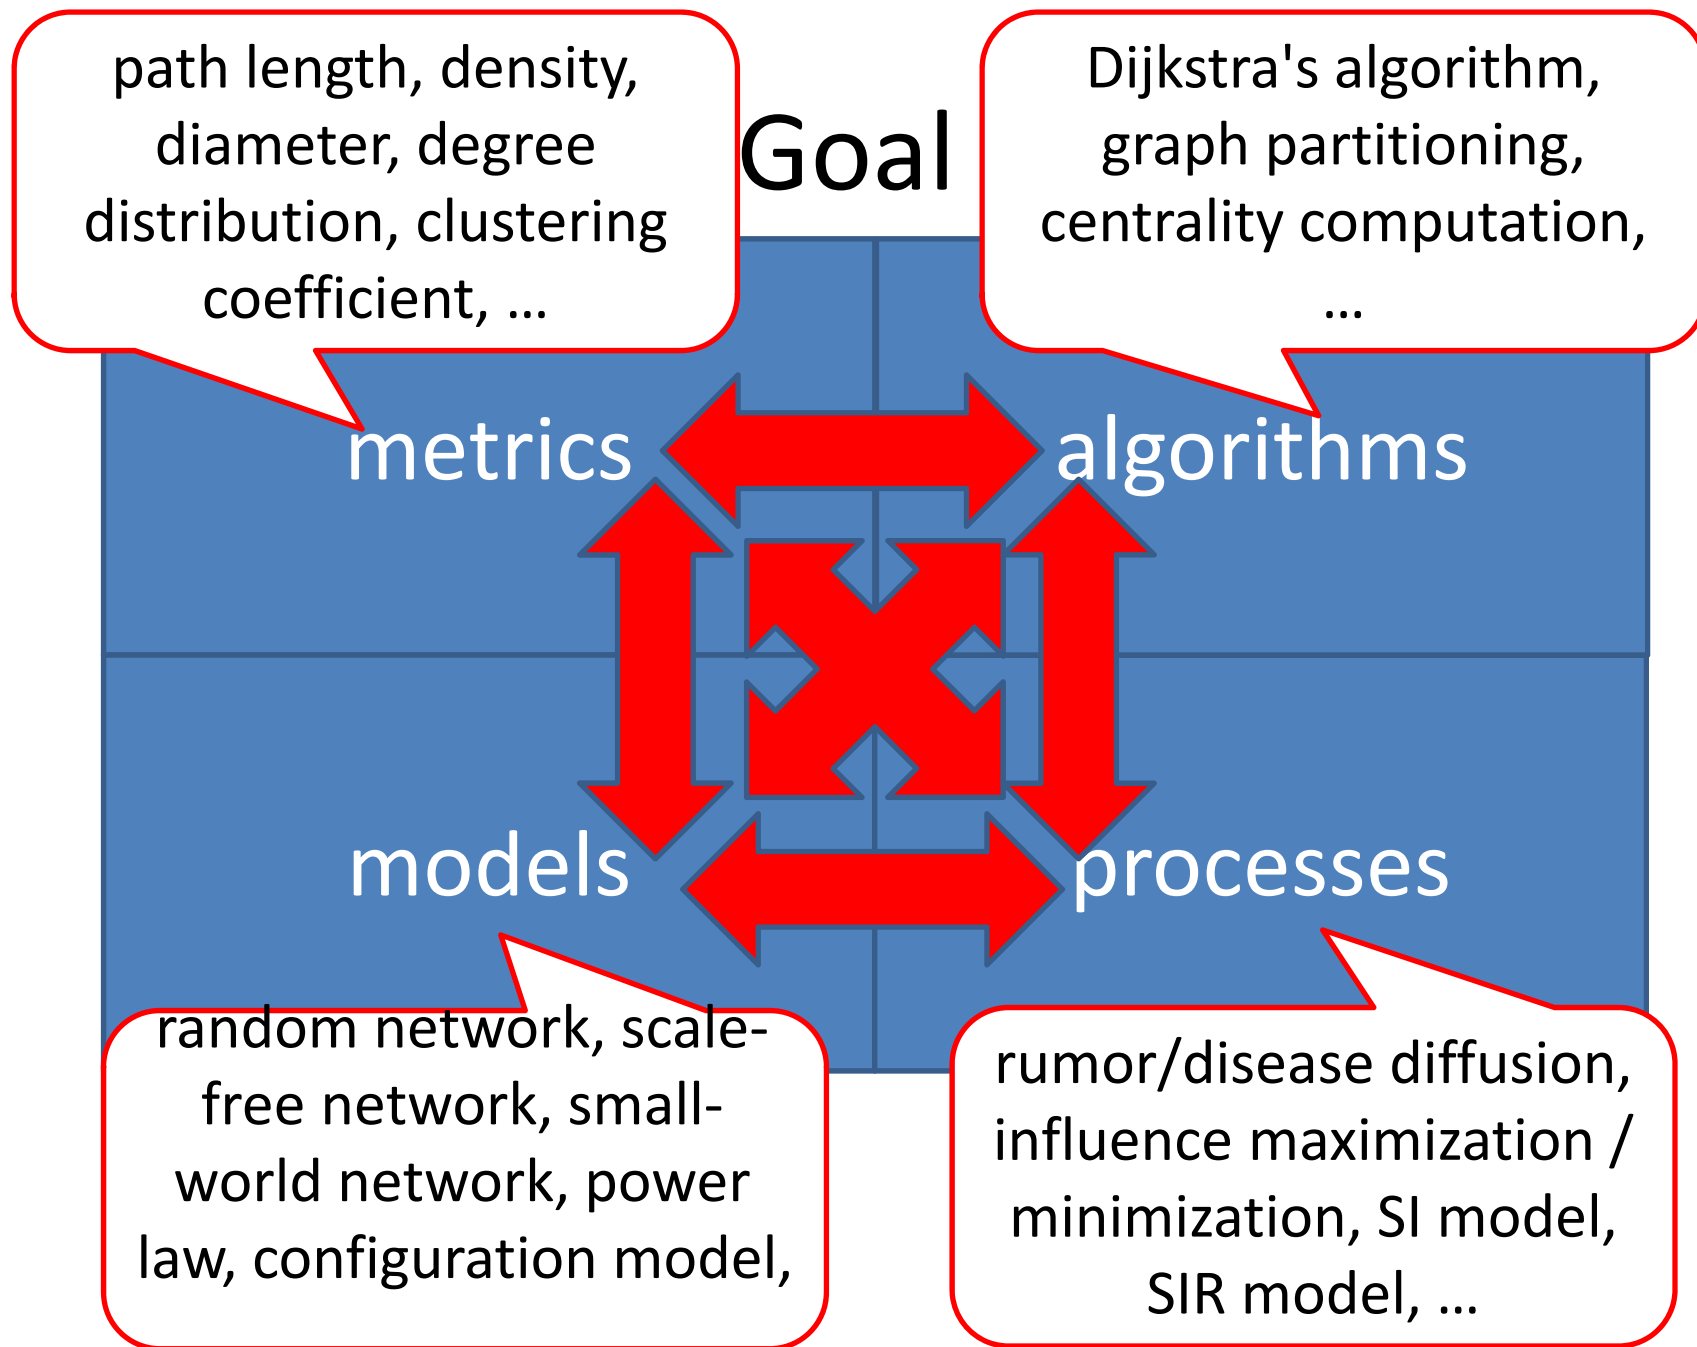 path length, density,
diameter, degree
distribution, clustering
coefficient, …
Goal
Dijkstra's algorithm,
graph partitioning,
centrality computation,
…
metrics
algorithms
models
processes
random network, scale-
free network, small-
world network, power
law, configuration model,
rumor/disease diffusion,
influence maximization /
minimization, SI model,
SIR model, …